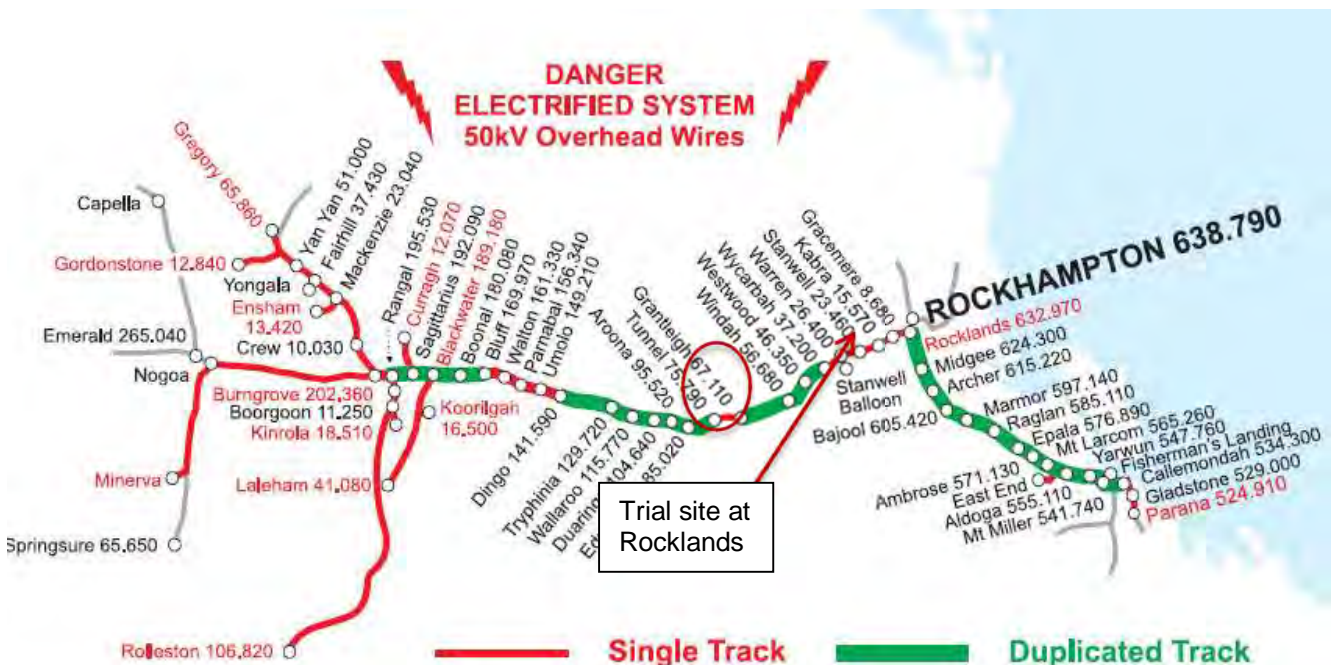 DANGER
ELECTRIFIED SYSTEM
50kV Overhead Wires
Capella
Gregory 65.860
Gordonstone 12.840
Yan Yan 51.000
Fairhill 37.430
Mackenzie 23.040
Yongala
Ensham
13.420
Crew 10.030
Emerald 265.040
Nogoa
Rangal 195.530
Curragh 12.070
Sagittarius 192.090
Blackwater 189.180
Boonal 180.080
Bluff 169.970
Walton 161.330
Parnabal 156.340
Umolo 149.210
Burngrove 202.360
Boorgoon 11.250
Kinrola 18.510
Koorilgah
16.500
Minerva
Laleham 41.080
Springsure 65.650
Rolleston 106.820
Dingo 141.590
Tryphinia 129.720
Wallaroo 115.770
Duaringa 104.640
85.020
Aroona 95.520
Tunnel 75.790
Grantleigh 67.110
Windah 56.680
Westwood 46.350
Wycarbah 37.200
Warren 26.400
Stanwell 23.460
Kabra 15.570
Gracemere 8.680
Stanwell
Balloon
Trial site at
Rocklands
ROCKHAMPTON 638.790
Rocklands 632.970
Midgee 624.300
Archer 615.220
Bajool 605.420
Marmor 597.140
Raglan 585.110
Epala 576.890
Mt Larcom 565.260
Yarwun 547.760
Fisherman's Landing
Callemondah 534.300
Gladstone 529.000
Parana 524.910
Ambrose 571.130
East End
Aldoga 555.110
Mt Miller 541.740
Single Track
Duplicated Track